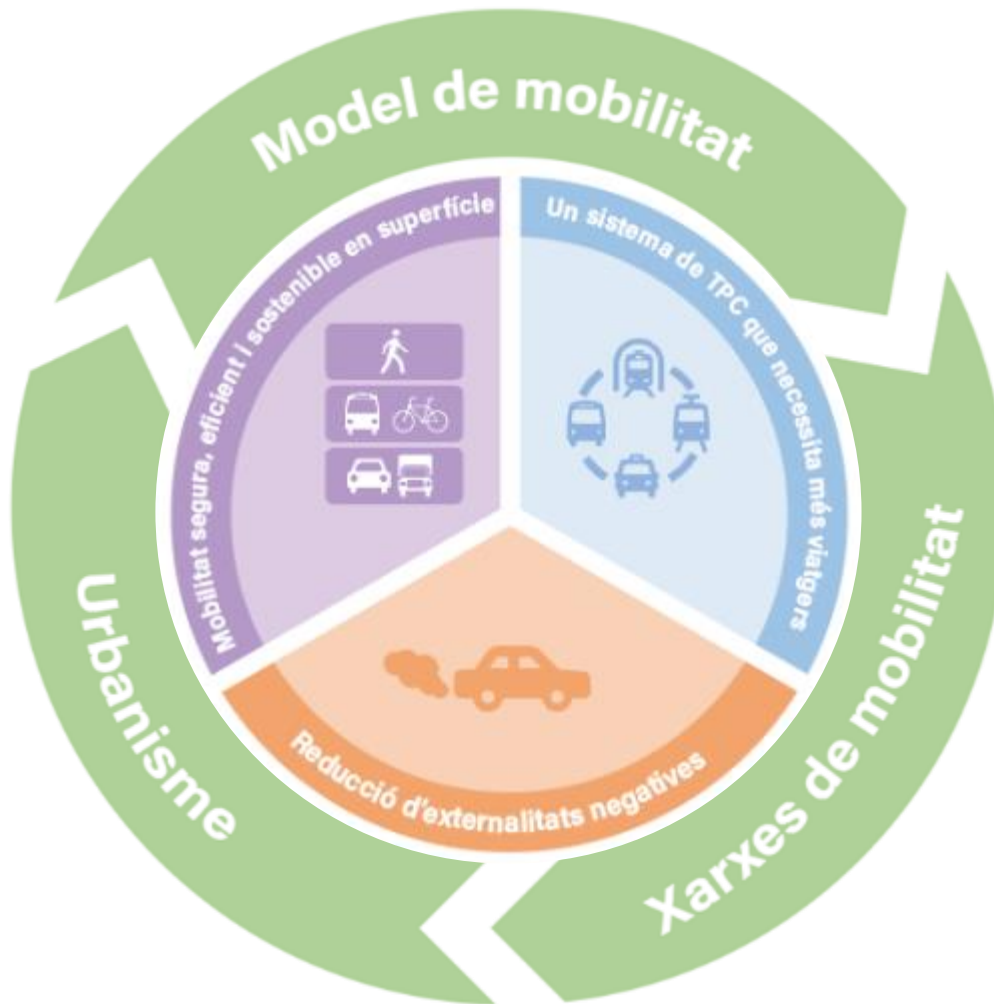 Model de mobilitat
Mobilitat segura, eficient i sostenible en superfície
Un sistema de TPC que necessita més viatgers
Reducció d'externalitats negatives
Urbanisme
Xarxes de mobilitat